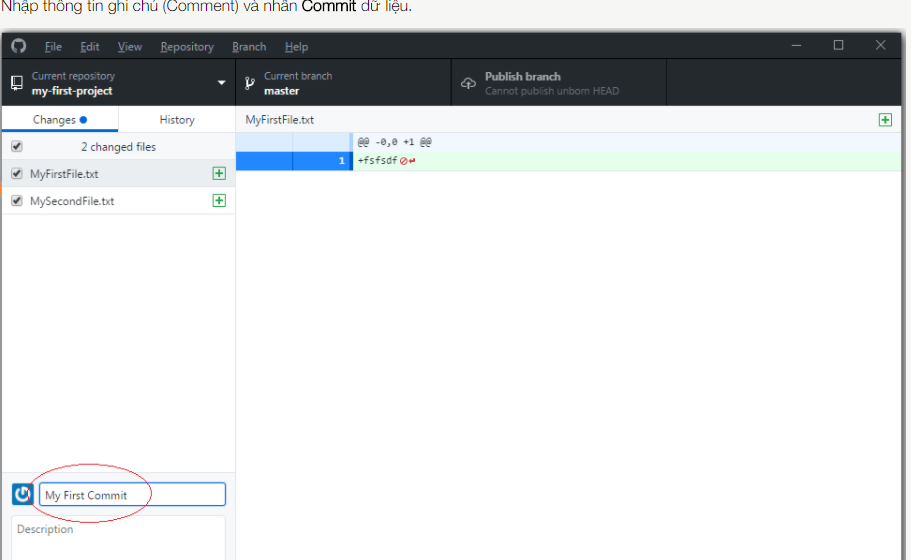 Nhập thông tin ghi chú (Comment) và nhấn Commit dữ liệu.
File Edit View Repository Branch Help
Current repository
my-first-project
Current branch
master
Publish branch
Cannot publish unborn HEAD
Changes History
2 changed files
MyFirstFile.txt
MySecondFile.txt
MyFirstFile.txt
@@ -0,0 +1 @@
1 +fsfsdf
My First Commit
Description